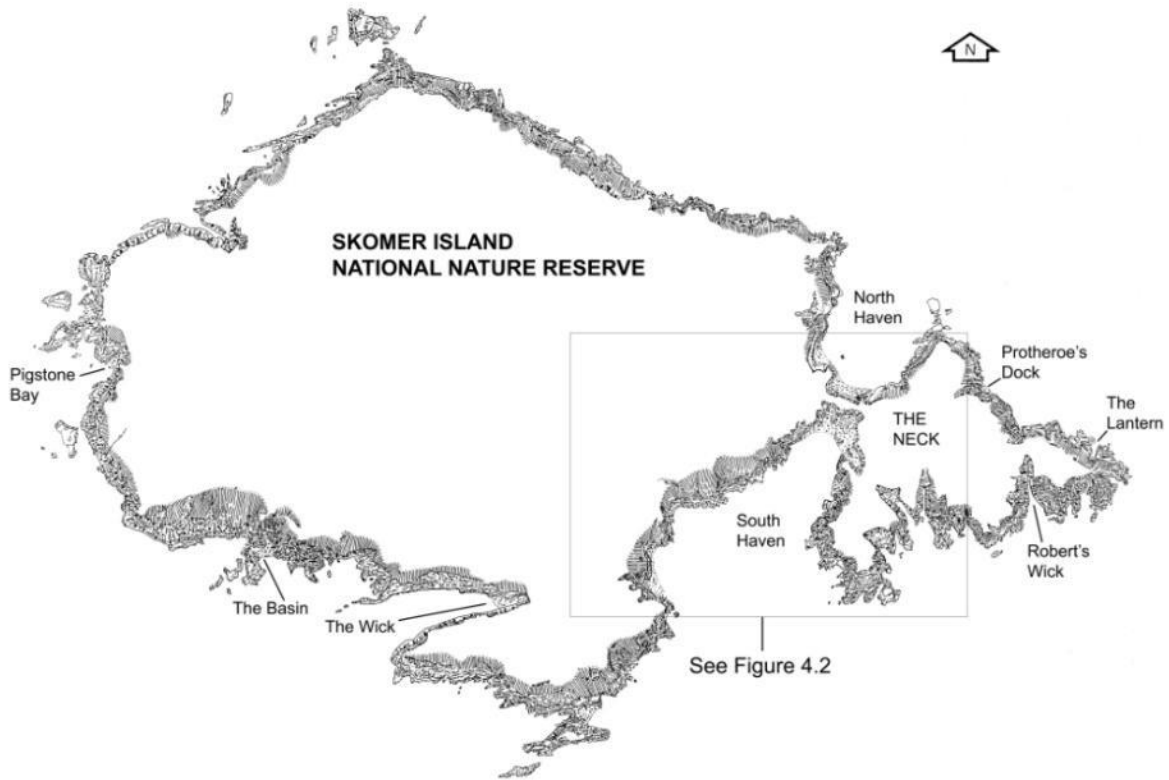 N
SKOMER ISLAND
NATIONAL NATURE RESERVE
North
Haven
Protheroe's
Dock
Pigstone
Bay
The
Lantern
THE
NECK
South
Haven
Robert's
Wick
The Basin
The Wick
See Figure 4.2